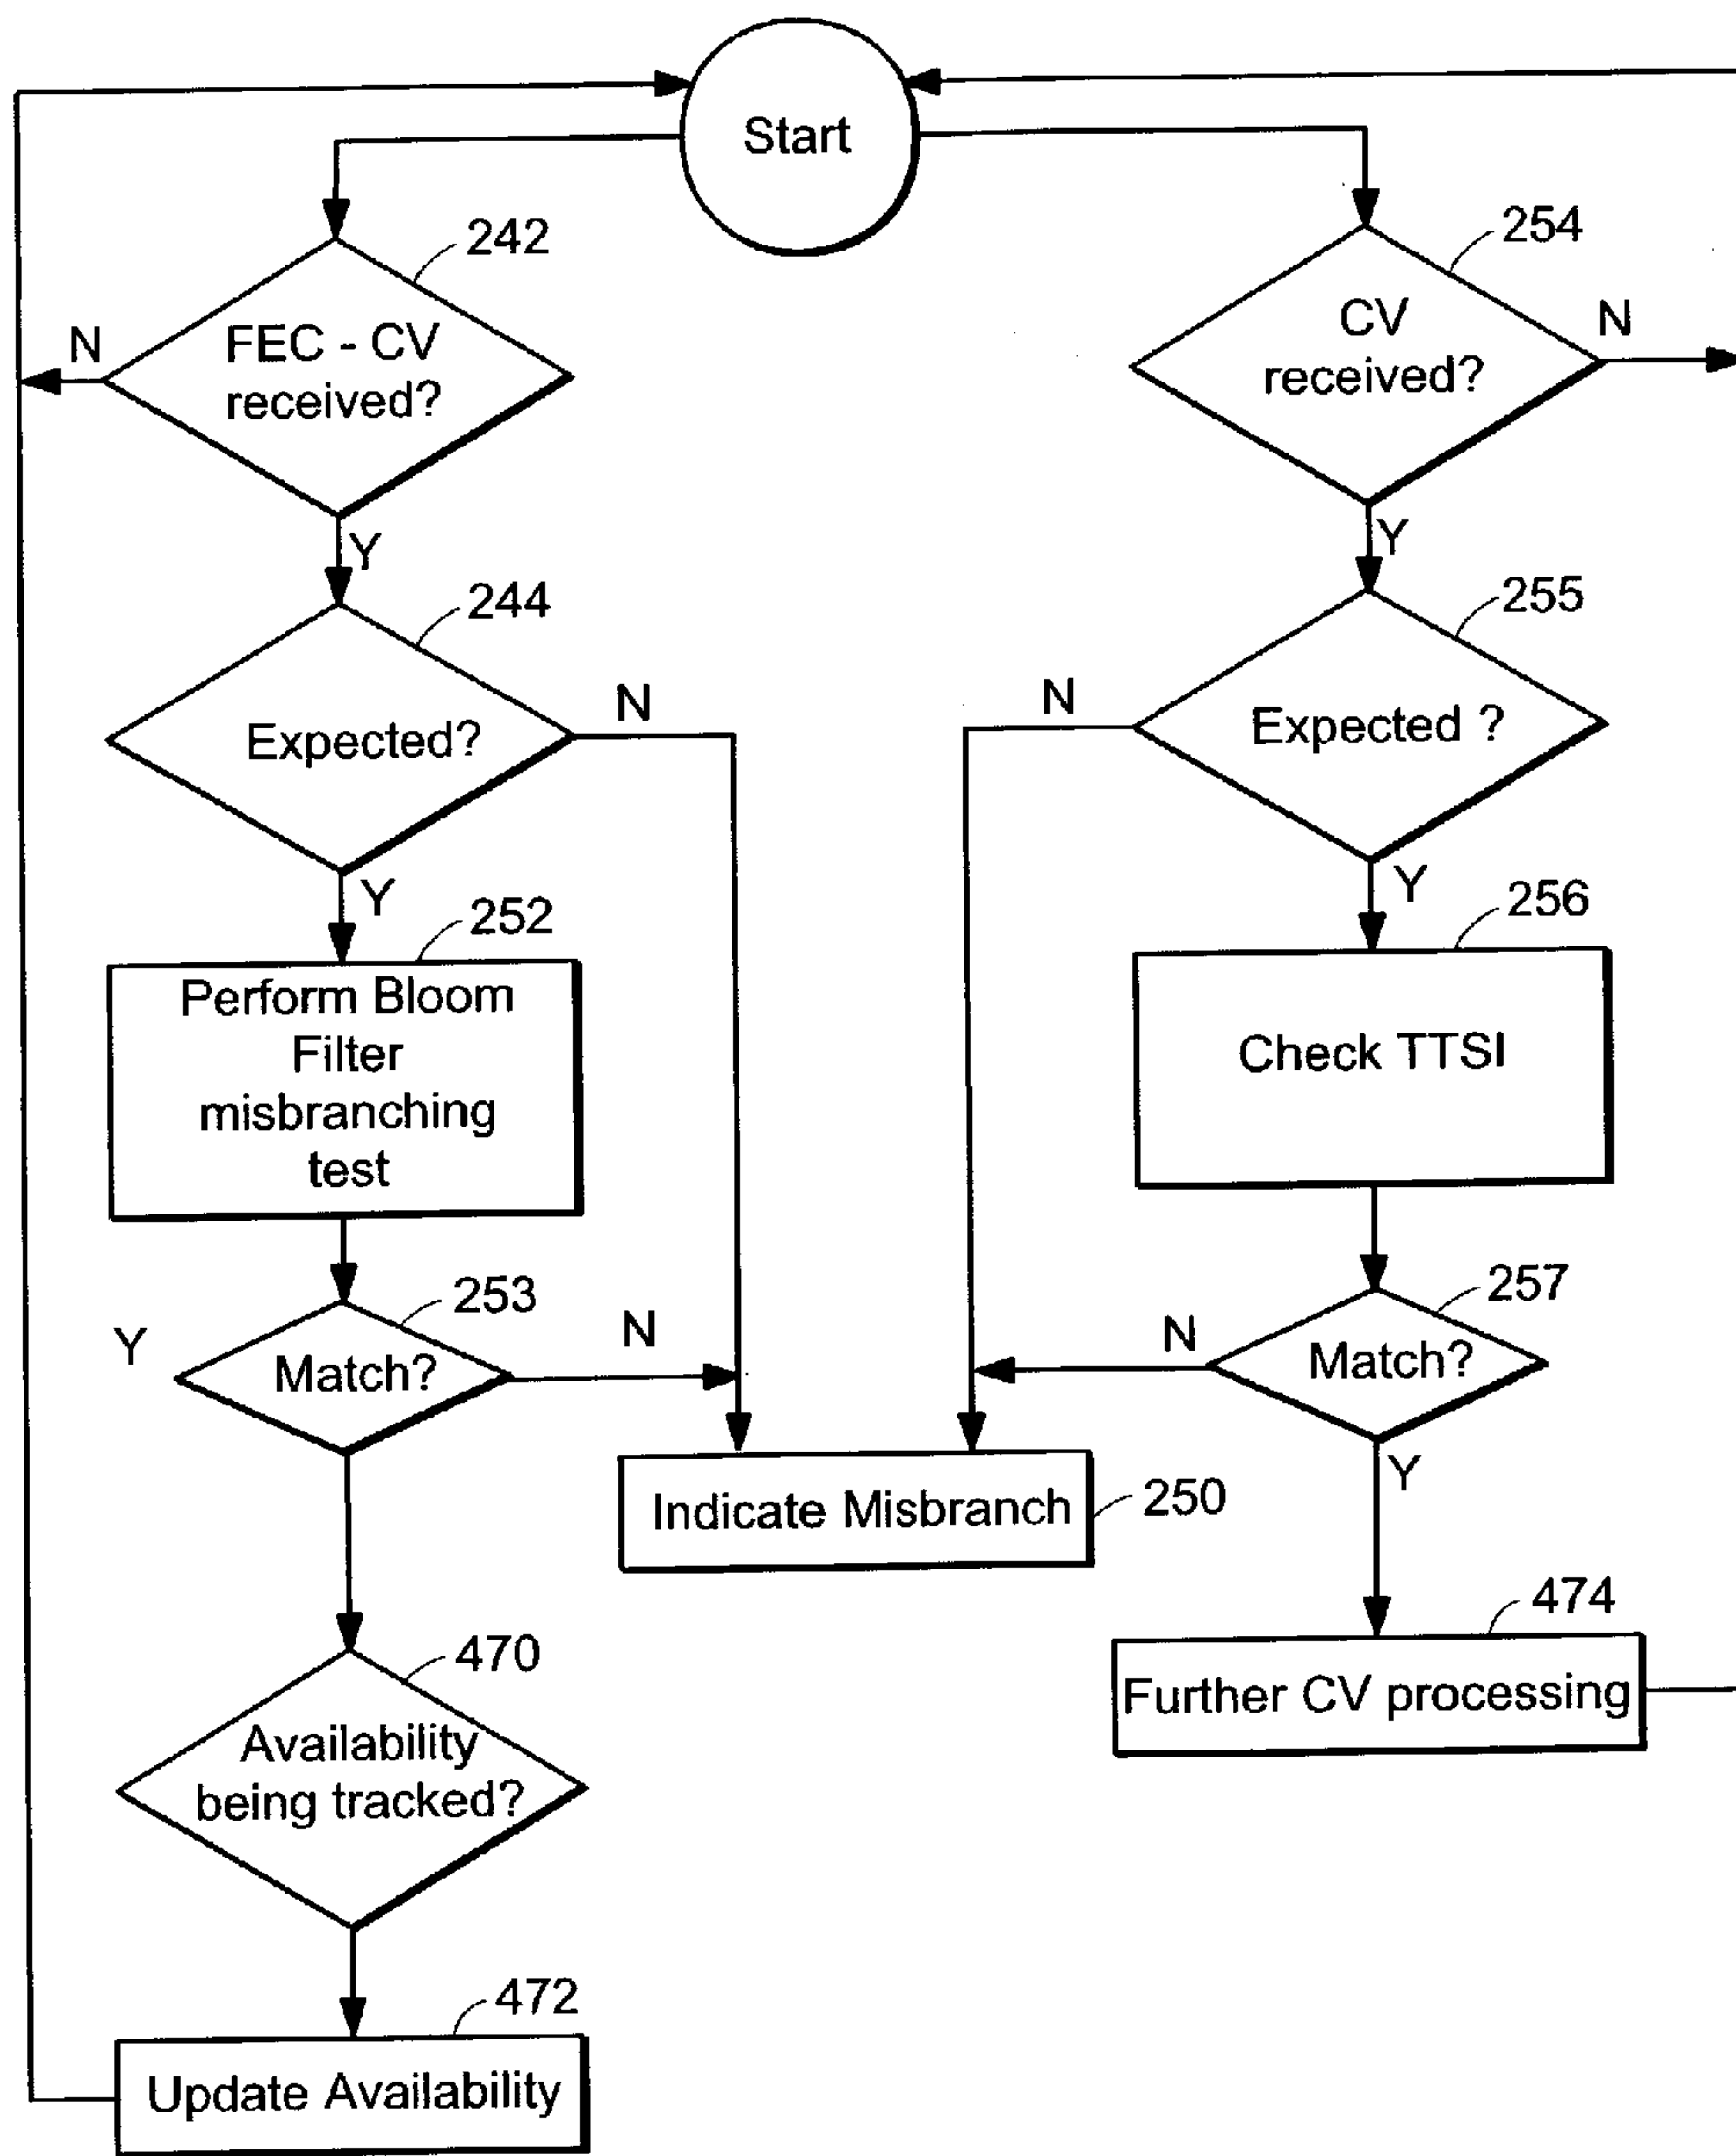 Start
242
FEC - CV
received?
N
Y
244
Expected?
N
Y
252
Perform Bloom
Filter
misbranching
test
253
Y
Match?
N
470
Availability
being tracked?
472
Update Availability
254
CV
received?
N
Y
255
Expected ?
N
Y
256
Check TTSI
257
Match?
N
Y
Indicate Misbranch
250
474
Further CV processing